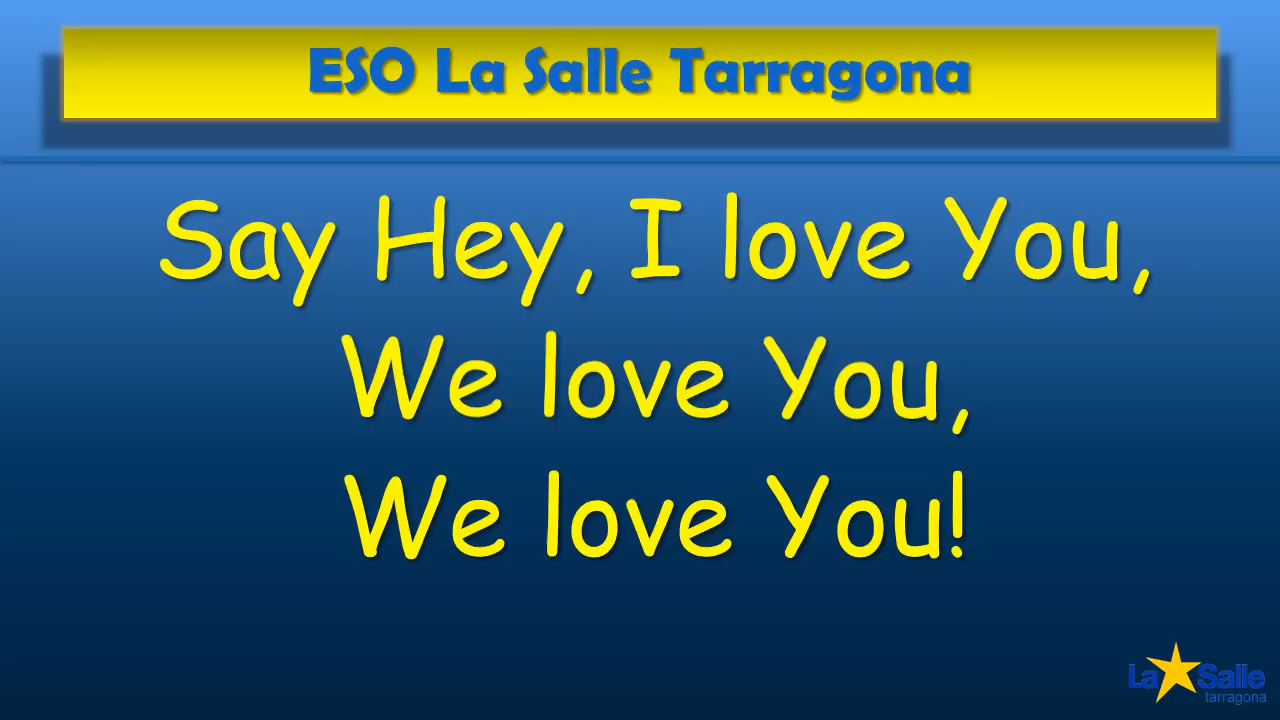 ESO La Salle Tarragona
Say Hey, I love You,
We love You,
We love You!
La Salle
tarragona